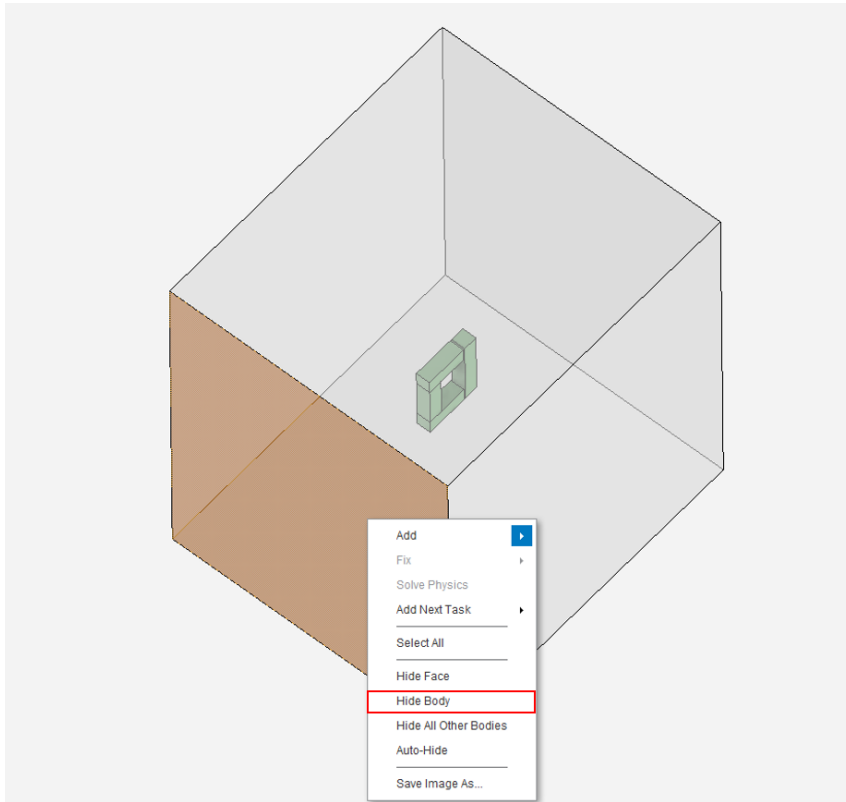 Add
Fix
Solve Physics
Add Next Task
Select All
Hide Face
Hide Body
Hide All Other Bodies
Auto-Hide
Save Image As...